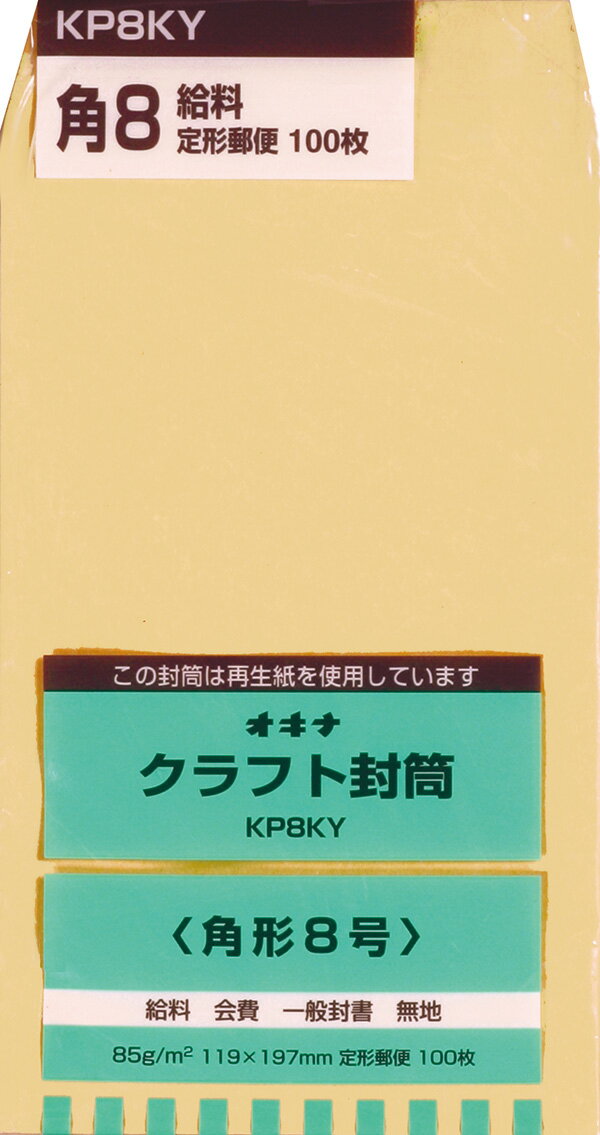 KP8KY
角8 給料
定形郵便 100枚
この封筒は再生紙を使用しています
オキナ
クラフト封筒
KP8KY
〈角形8号〉
給料 会費 一般封書 無地
85g/m² 119×197mm 定形郵便 100枚